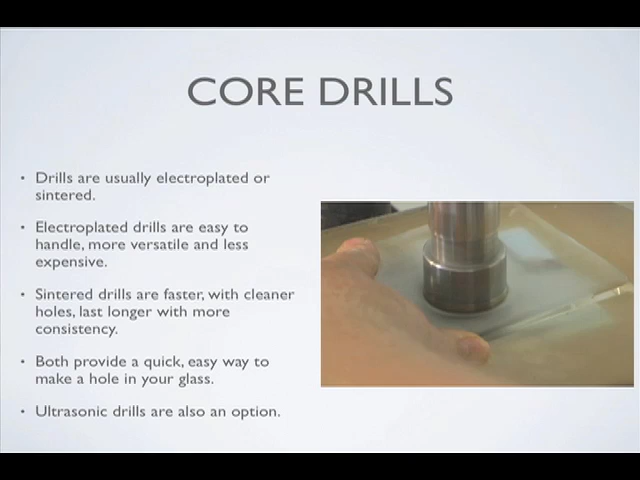 CORE DRILLS
• Drills are usually electroplated or
sintered.
• Electroplated drills are easy to
handle, more versatile and less
expensive.
• Sintered drills are faster, with cleaner
holes, last longer with more
consistency.
• Both provide a quick, easy way to
make a hole in your glass.
• Ultrasonic drills are also an option.